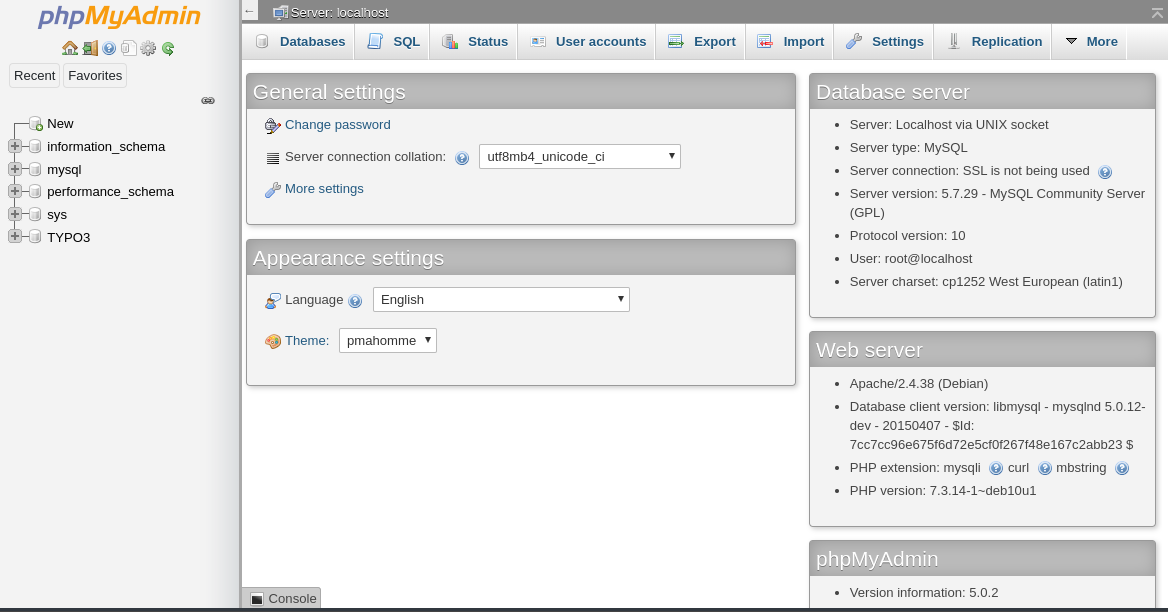 phpMyAdmin
Recent Favorites
New
information_schema
mysql
performance_schema
sys
TYPO3
← Server: localhost
Databases SQL Status User accounts Export Import Settings Replication More
General settings
Change password
Server connection collation: utf8mb4_unicode_ci
More settings
Appearance settings
Language English
Theme: pmahomme
Database server
Server: Localhost via UNIX socket
Server type: MySQL
Server connection: SSL is not being used
Server version: 5.7.29 - MySQL Community Server
(GPL)
Protocol version: 10
User: root@localhost
Server charset: cp1252 West European (latin1)
Web server
Apache/2.4.38 (Debian)
Database client version: libmysql - mysqlnd 5.0.12-
dev - 20150407 - $Id:
7cc7cc96e675f6d72e5cf0f267f48e167c2abb23 $
PHP extension: mysqli curl mbstring
PHP version: 7.3.14-1~deb10u1
phpMyAdmin
Version information: 5.0.2
Console